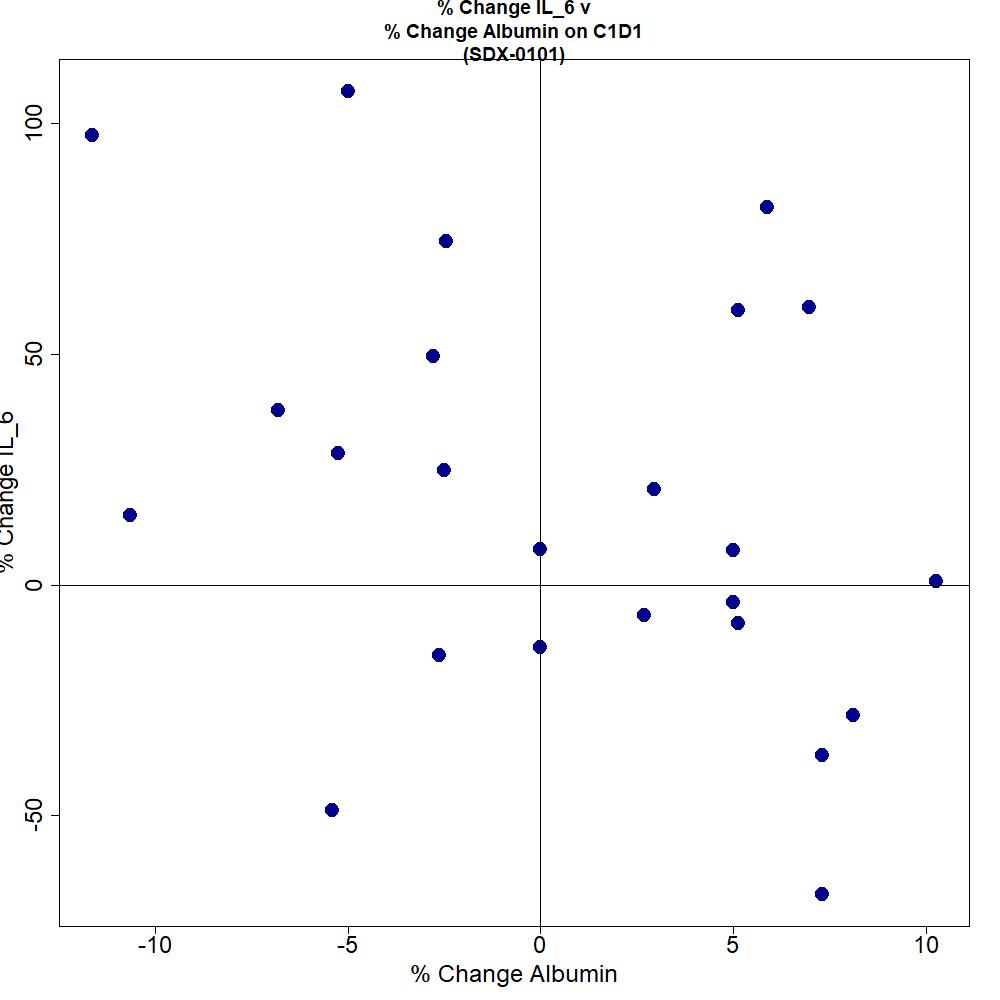 % Change IL_6 v
% Change Albumin on C1D1
(SDX-0101)
% Change IL_6
100
50
0
-50
-10
-5
0
5
10
% Change Albumin